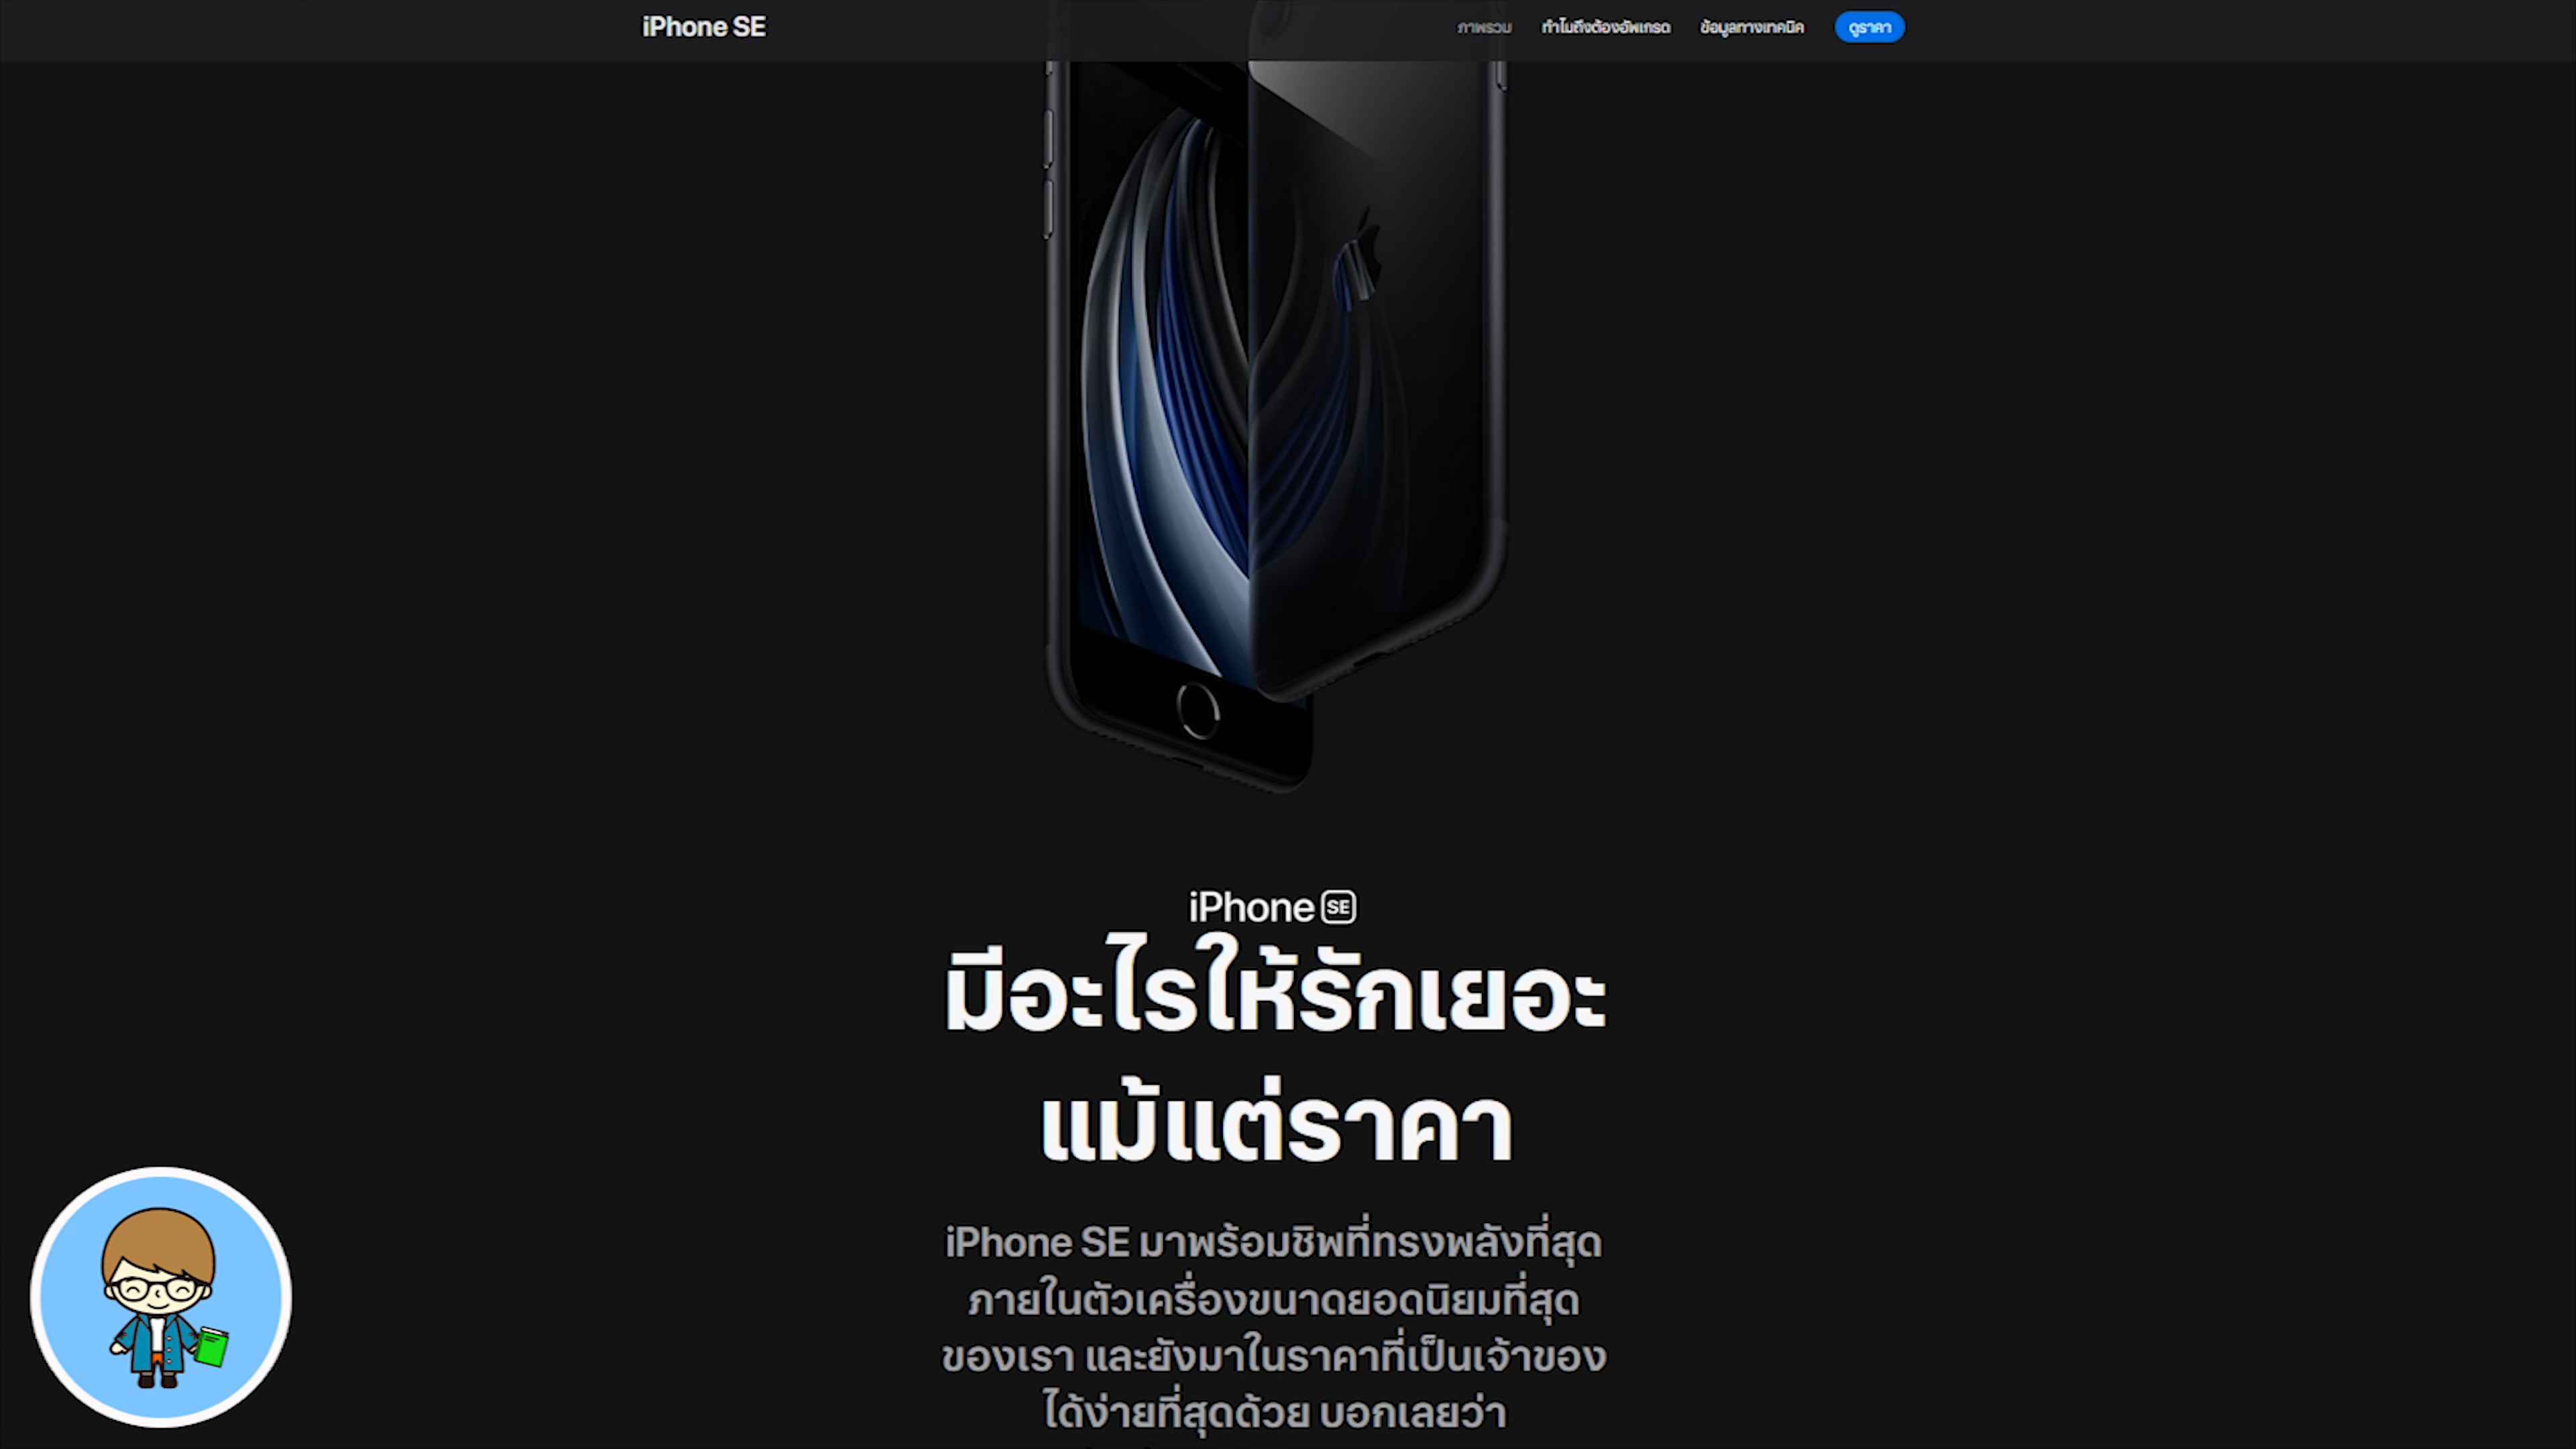 iPhone SE
ภาพรวม ทำไมถึงต้องอัพเกรด ข้อมูลทางเทคนิค ดูราคา
iPhone SE
มีอะไรให้รักเยอะ
แม้แต่ราคา
iPhone SE มาพร้อมชิพที่ทรงพลังที่สุด
ภายในตัวเครื่องขนาดยอดนิยมที่สุด
ของเรา และยังมาในราคาที่เป็นเจ้าของ
ได้ง่ายที่สุดด้วย บอกเลยว่า